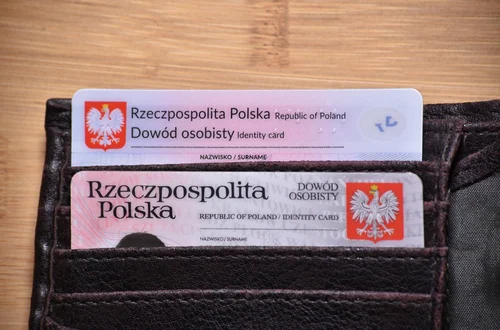 Rzeczpospolita Polska Republic of Poland
Dowód osobisty Identity card
NAZWISKO / SURNAME
Rzeczpospolita
Polska
DOWÓD
OSOBISTY
REPUBLIC OF POLAND / IDENTITY CARD
NAZWISKO / SURNAME